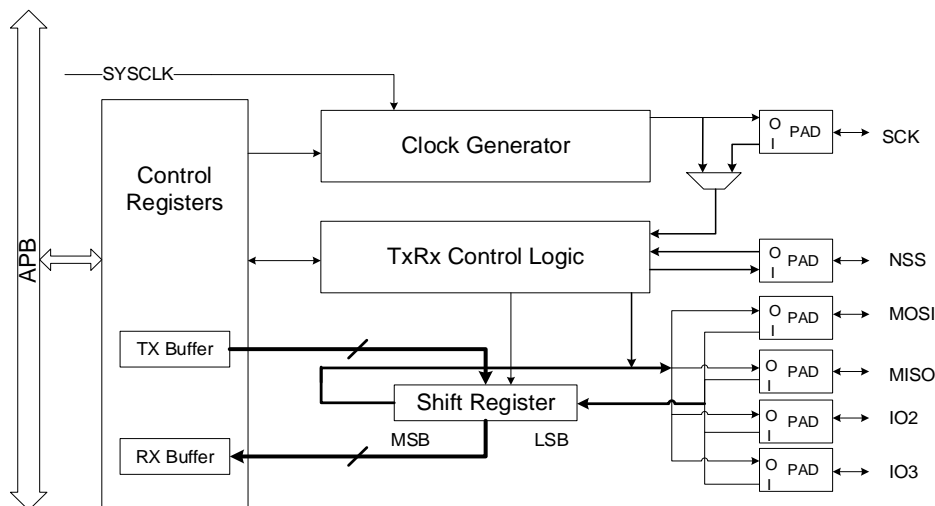 SYSCLK
APB
Control
Registers
Clock Generator
O
I
PAD
SCK
TxRx Control Logic
O
I
PAD
NSS
O
I
PAD
MOSI
TX Buffer
O
I
PAD
MISO
Shift Register
MSB
LSB
O
I
PAD
IO2
RX Buffer
O
I
PAD
IO3